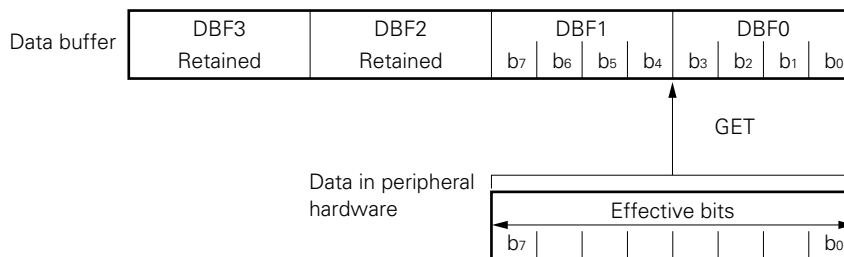 DBF3 DBF2 DBF1 DBF0
Data buffer
Retained Retained b7 b6 b5 b4 b3 b2 b1 b0
GET
Data in peripheral
hardware
Effective bits
b7 b0